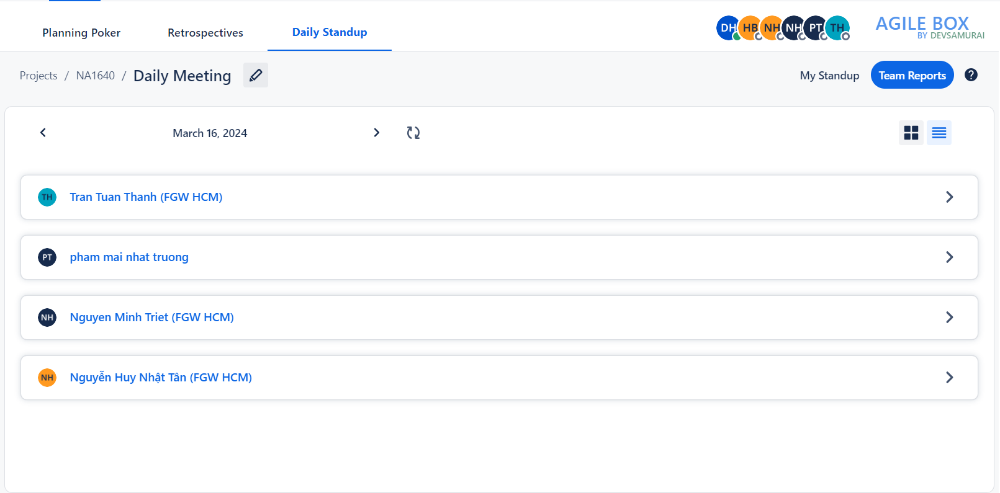 Planning Poker
Retrospectives
Daily Standup
DH HB NH NH PT TH
AGILE BOX
BY DEVSAMURAI
Projects / NA1640 / Daily Meeting
My Standup
Team Reports
?
March 16, 2024
TH Tran Tuan Thanh (FGW HCM)
PT pham mai nhat truong
NH Nguyen Minh Triet (FGW HCM)
NH Nguyễn Huy Nhật Tân (FGW HCM)